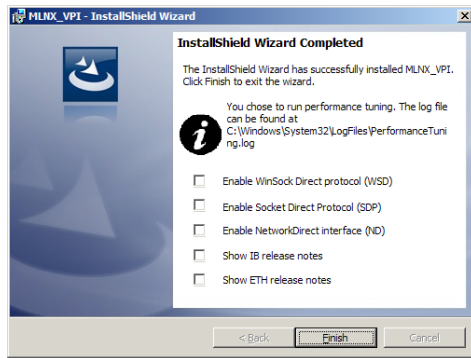 MLNX_VPI - InstallShield Wizard
InstallShield Wizard Completed
The InstallShield Wizard has successfully installed MLNX_VPI.
Click Finish to exit the wizard.
You chose to run performance tuning. The log file
can be found at
C:\Windows\System32\LogFiles\PerformanceTuni
ng.log
Enable WinSock Direct protocol (WSD)
Enable Socket Direct Protocol (SDP)
Enable NetworkDirect interface (ND)
Show IB release notes
Show ETH release notes
< Back
Finish
Cancel